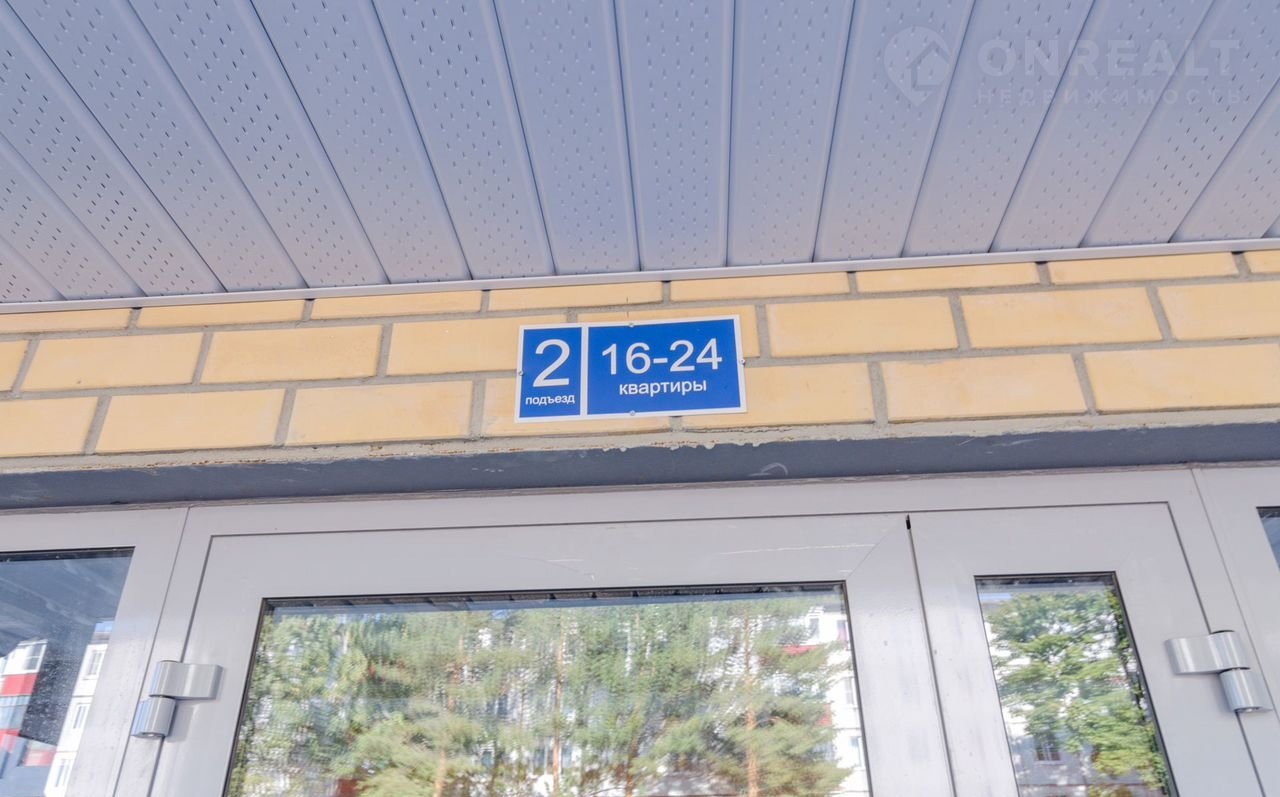 ONREALT
НЕДВИЖИМОСТЬ
2
подъезд
16-24
квартиры